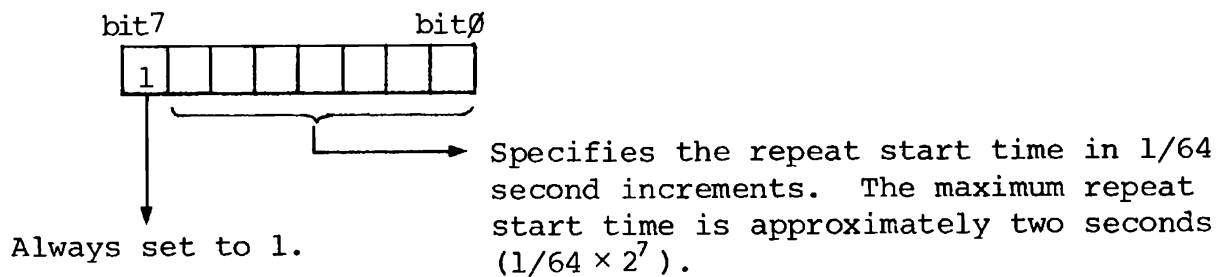 bit7 bitØ
1
Specifies the repeat start time in 1/64
second increments. The maximum repeat
start time is approximately two seconds
(1/64 × 2⁷).
Always set to 1.